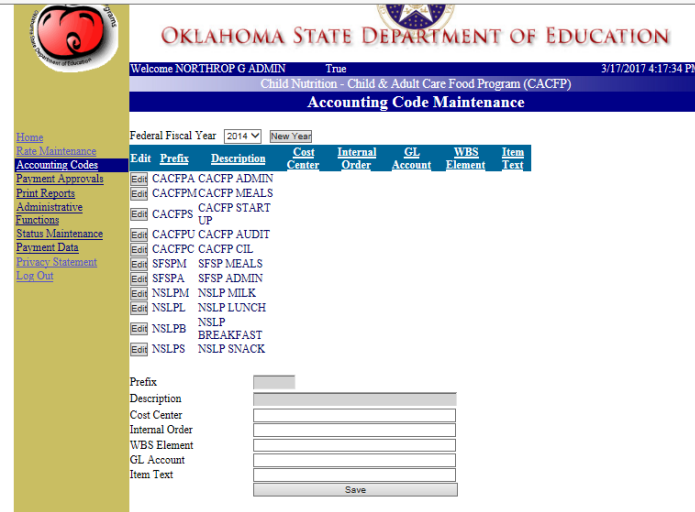 OKLAHOMA STATE DEPARTMENT OF EDUCATION
Welcome NORTHROP G ADMIN True 3/17/2017 4:17:34 PM
Child Nutrition - Child & Adult Care Food Program (CACFP)
Accounting Code Maintenance
Home
Rate Maintenance
Accounting Codes
Payment Approvals
Print Reports
Administrative
Functions
Status Maintenance
Payment Data
Privacy Statement
Log Out
Federal Fiscal Year 2014 New Year
Edit Prefix Description Cost Center Internal Order GL Account WBS Element Item Text
Edit CACFPA CACFP ADMIN
Edit CACFPM CACFP MEALS
Edit CACFPS CACFP START UP
Edit CACFPU CACFP AUDIT
Edit CACFPC CACFP CIL
Edit SFSPM SFSP MEALS
Edit SFSPA SFSP ADMIN
Edit NSLPM NSLP MILK
Edit NSLPL NSLP LUNCH
Edit NSLPB NSLP BREAKFAST
Edit NSLPS NSLP SNACK
Prefix
Description
Cost Center
Internal Order
WBS Element
GL Account
Item Text
Save